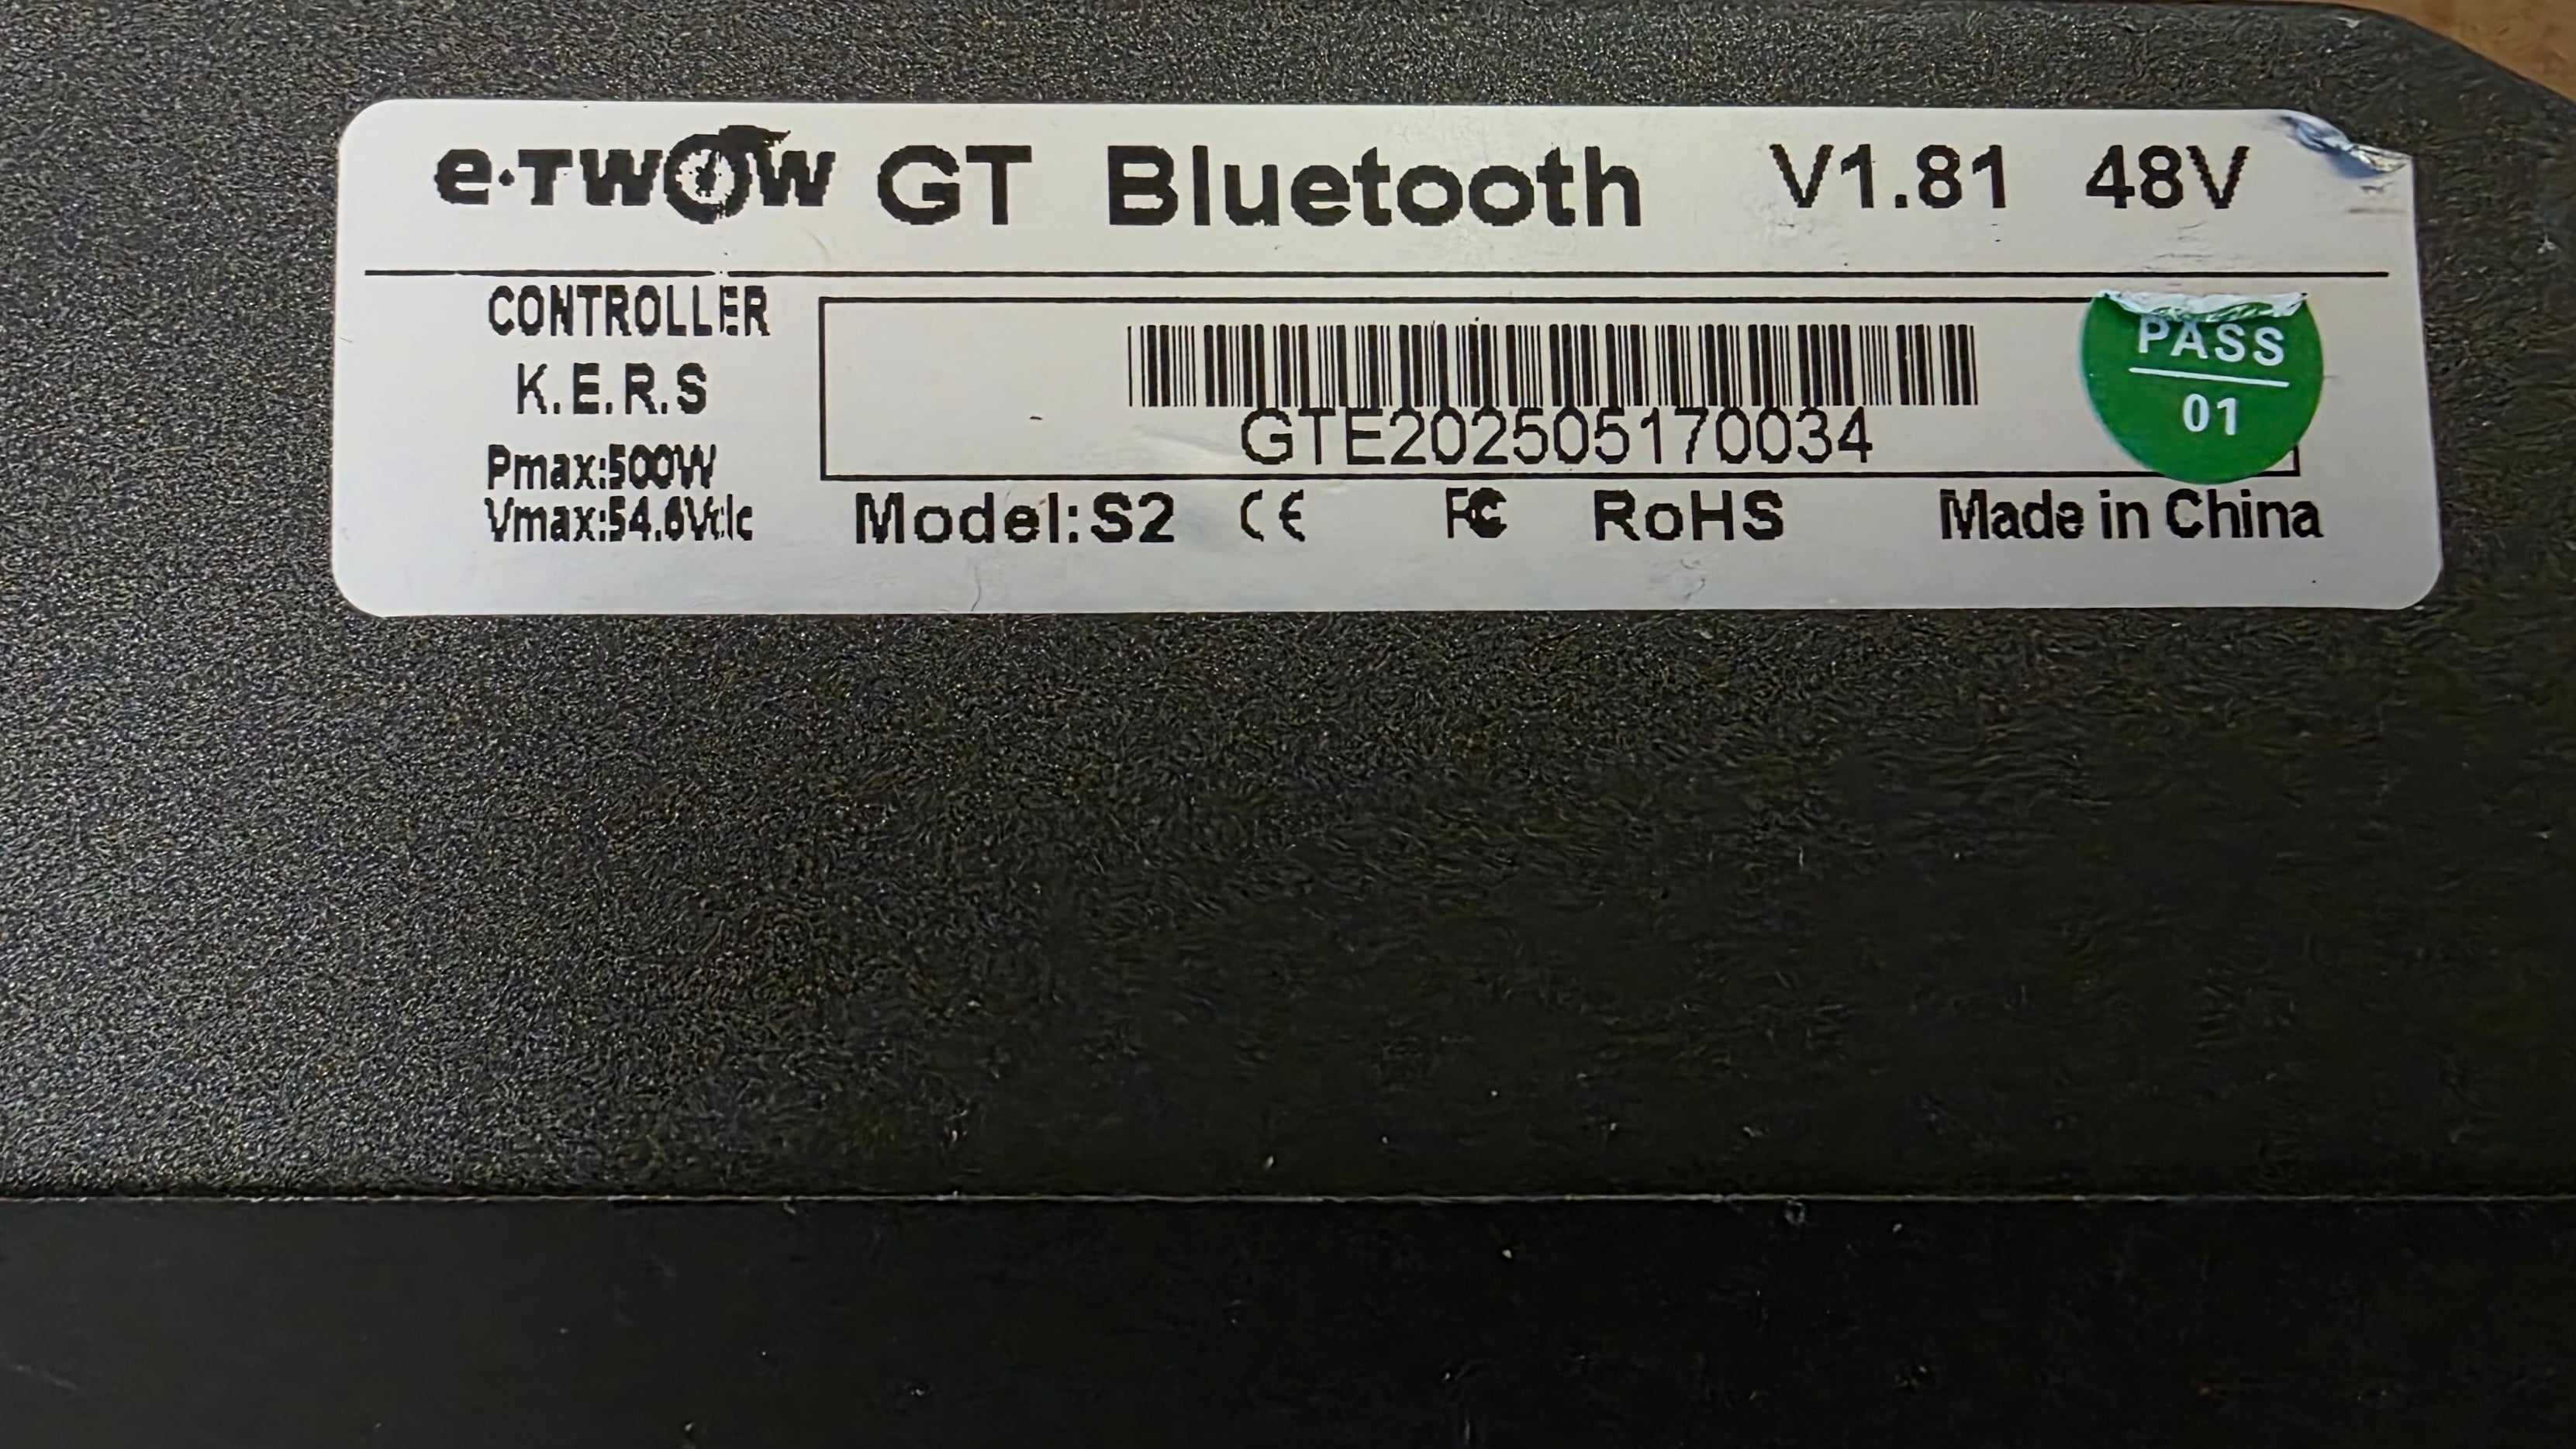 e-TWOW GT Bluetooth V1.81 48V
CONTROLLER
K.E.R.S
Pmax:500W
Vmax:54.6Vdc
GTE202505170034
PASS
01
Model:S2 CE FC RoHS Made in China